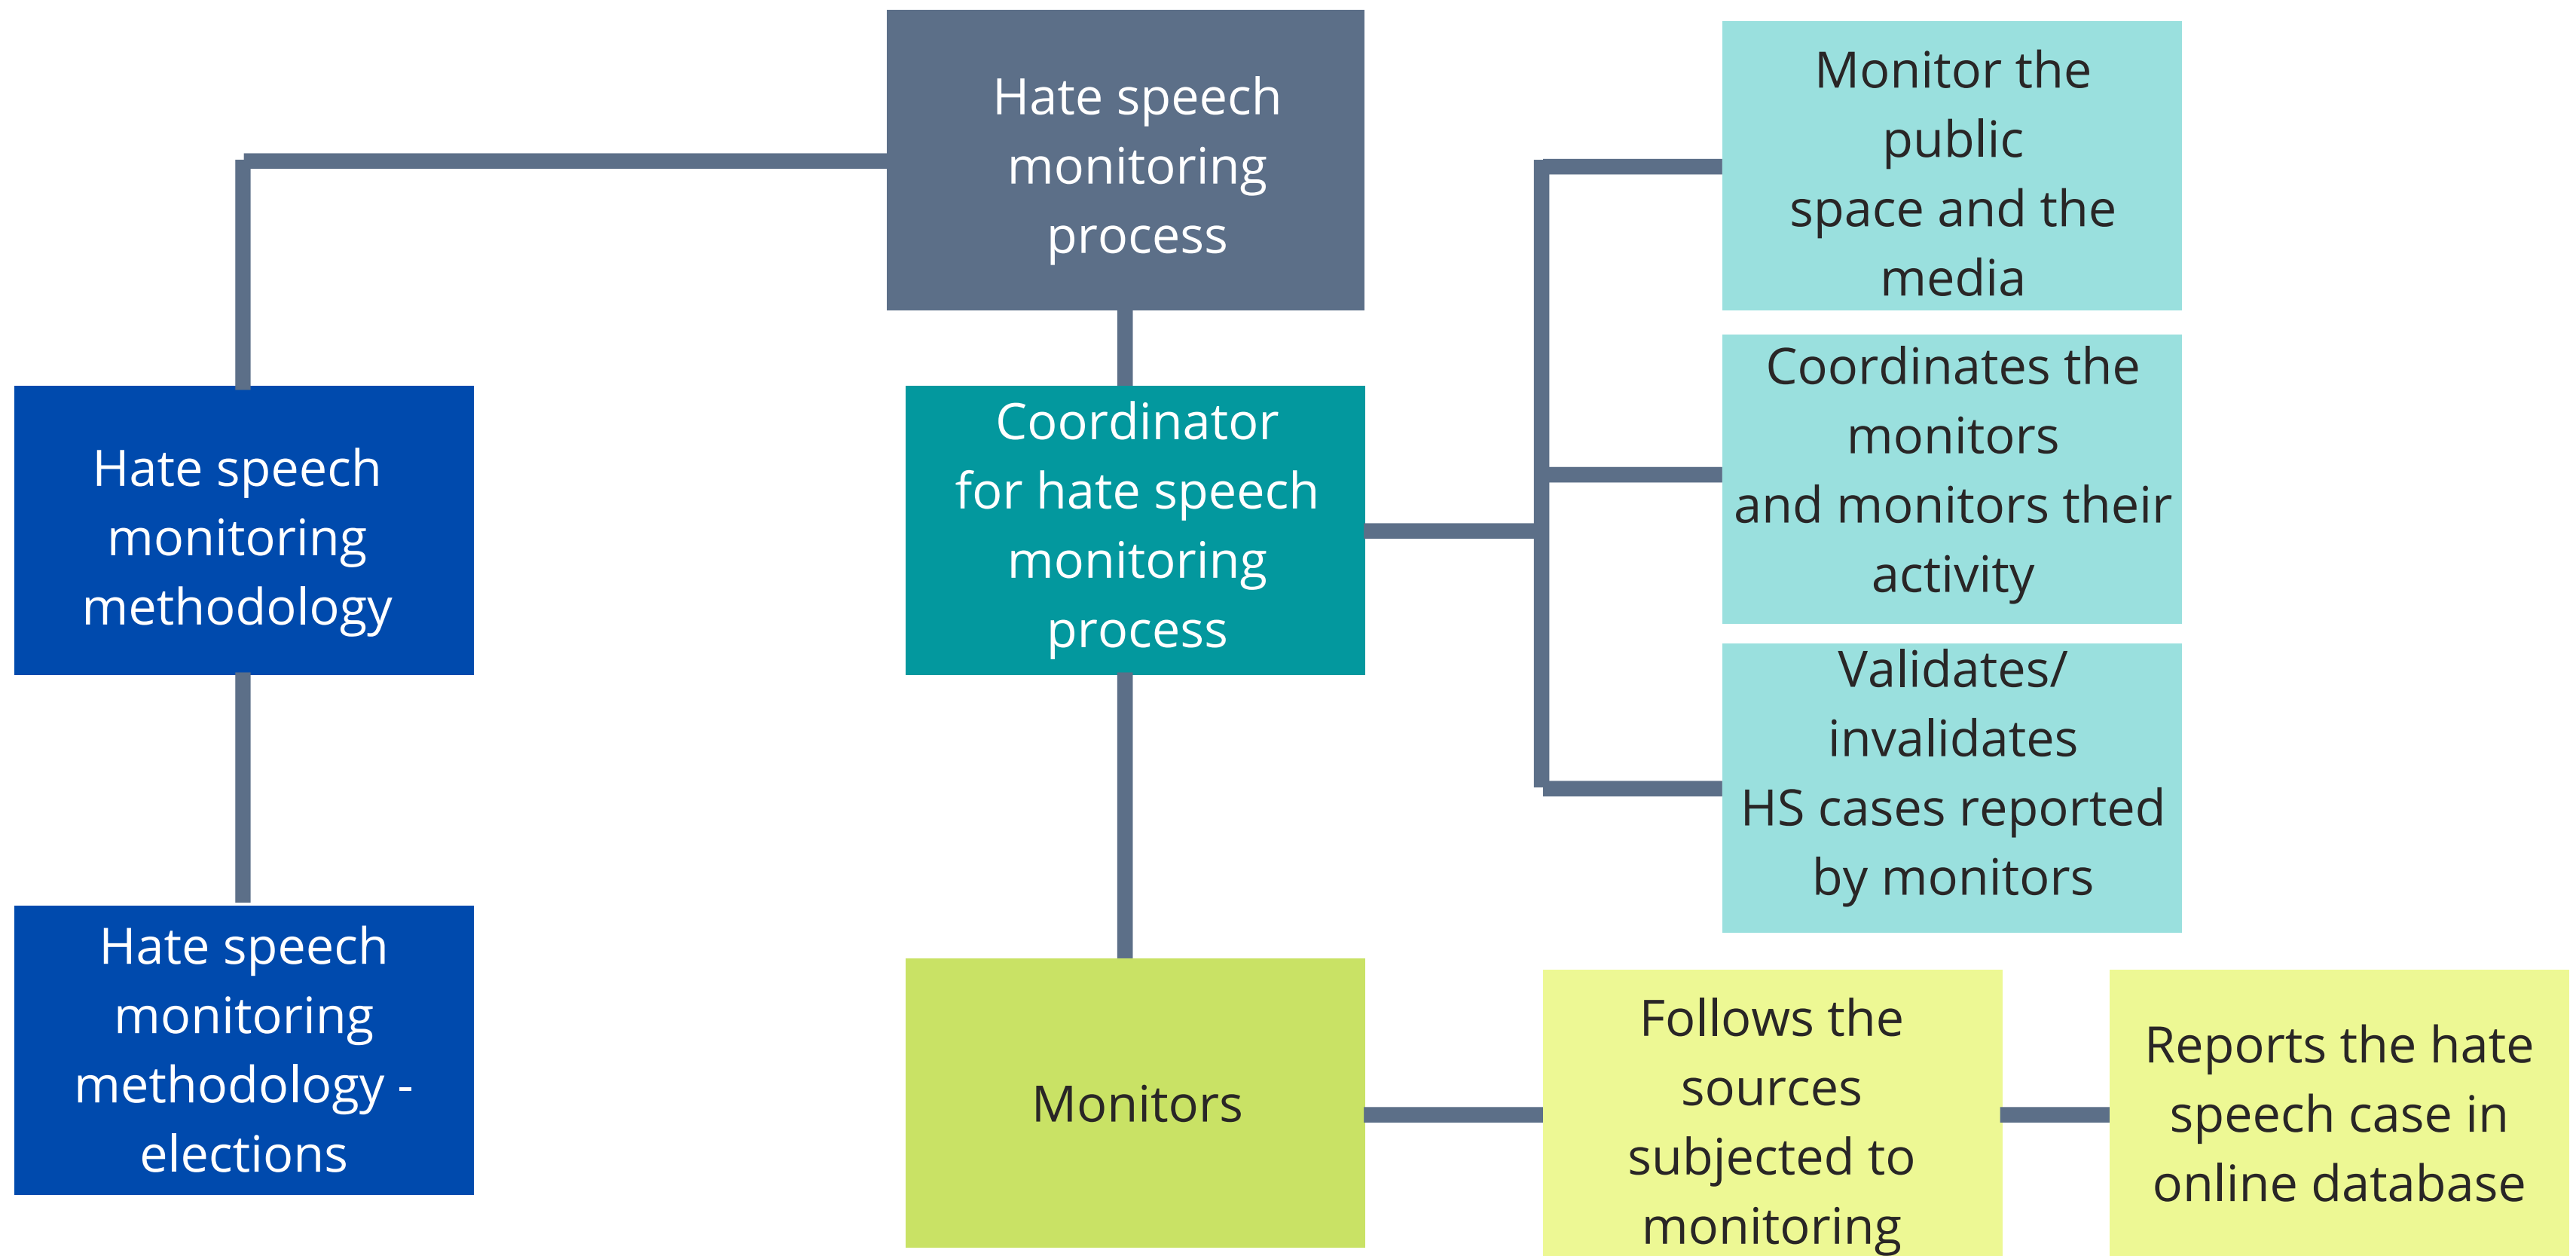 Hate speech
monitoring
process
Monitor the
public
space and the
media
Coordinates the
monitors
and monitors their
activity
Validates/
invalidates
HS cases reported
by monitors
Hate speech
monitoring
methodology
Coordinator
for hate speech
monitoring
process
Hate speech
monitoring
methodology -
elections
Monitors
Follows the
sources
subjected to
monitoring
Reports the hate
speech case in
online database